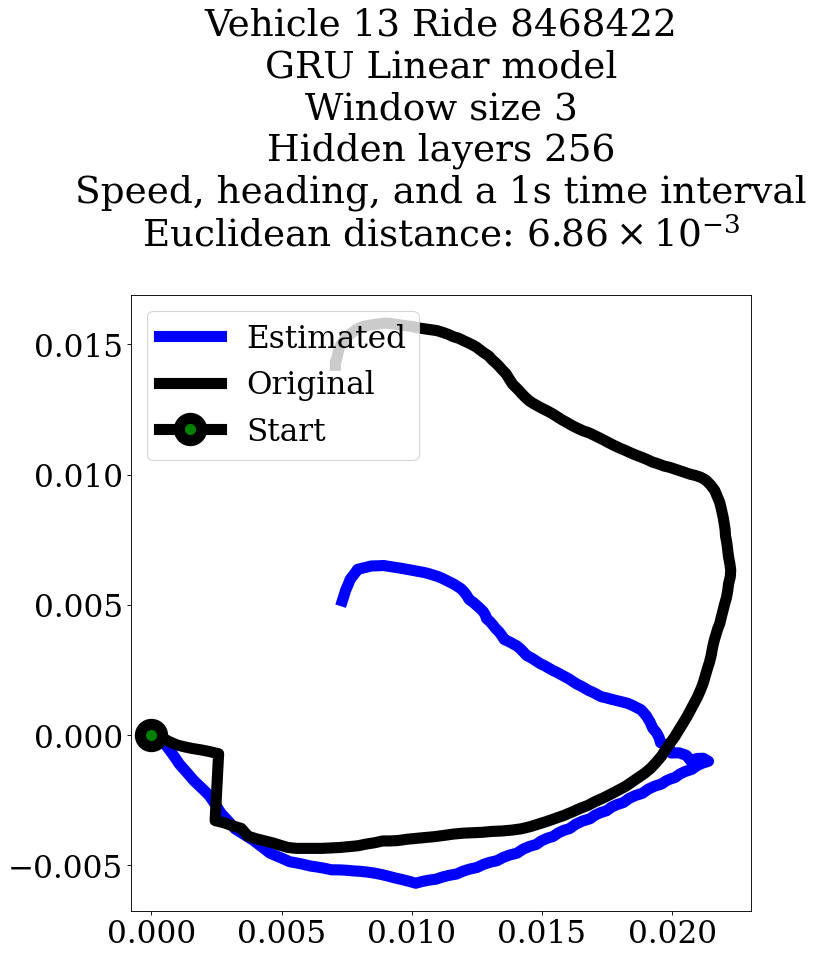 Vehicle 13 Ride 8468422
GRU Linear model
Window size 3
Hidden layers 256
Speed, heading, and a 1s time interval
Euclidean distance: 6.86 × 10⁻³
Estimated
Original
Start
0.015
0.010
0.005
0.000
−0.005
0.000 0.005 0.010 0.015 0.020